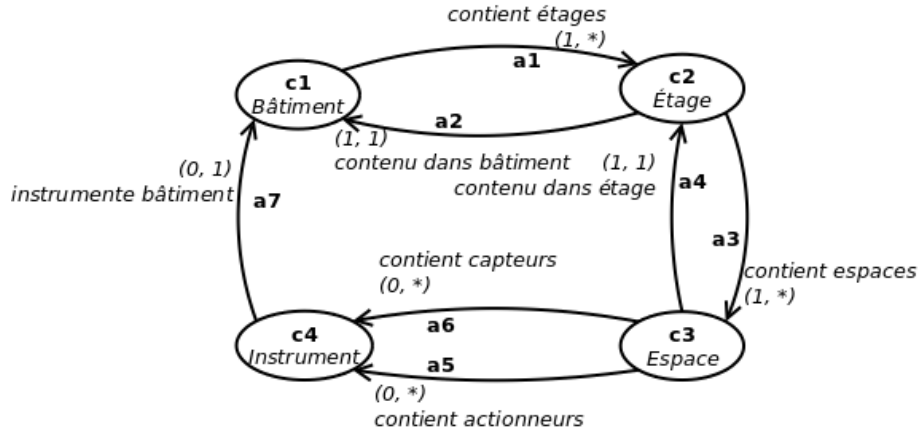 contient étages
(1, *)
a1
c1
Bâtiment
c2
Étage
a2
(1, 1)
contenu dans bâtiment
(1, 1)
contenu dans étage
a4
(0, 1)
instrumente bâtiment
a7
a3
contient espaces
(1, *)
contient capteurs
(0, *)
a6
c4
Instrument
c3
Espace
a5
(0, *)
contient actionneurs